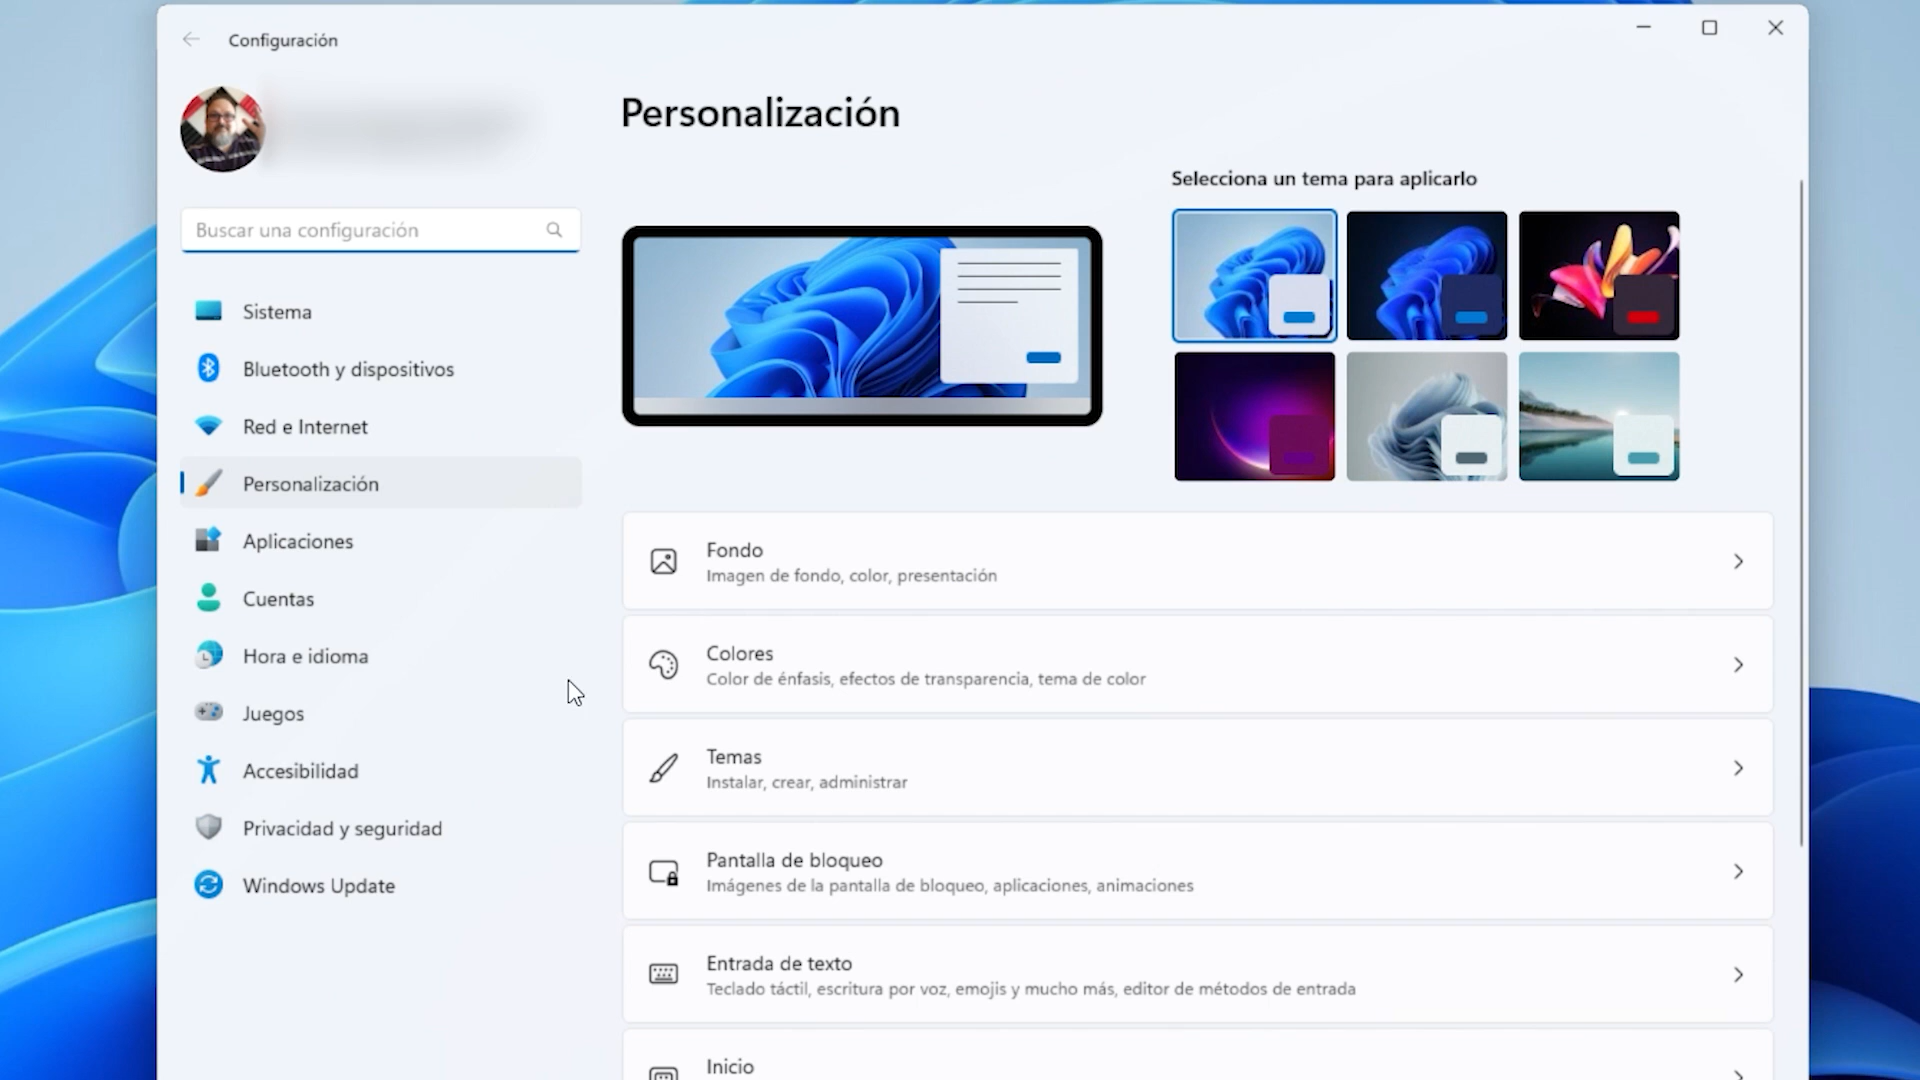 Configuración
Buscar una configuración
Sistema
Bluetooth y dispositivos
Red e Internet
Personalización
Aplicaciones
Cuentas
Hora e idioma
Juegos
Accesibilidad
Privacidad y seguridad
Windows Update
Personalización
Selecciona un tema para aplicarlo
Fondo
Imagen de fondo, color, presentación
Colores
Color de énfasis, efectos de transparencia, tema de color
Temas
Instalar, crear, administrar
Pantalla de bloqueo
Imágenes de la pantalla de bloqueo, aplicaciones, animaciones
Entrada de texto
Teclado táctil, escritura por voz, emojis y mucho más, editor de métodos de entrada
Inicio